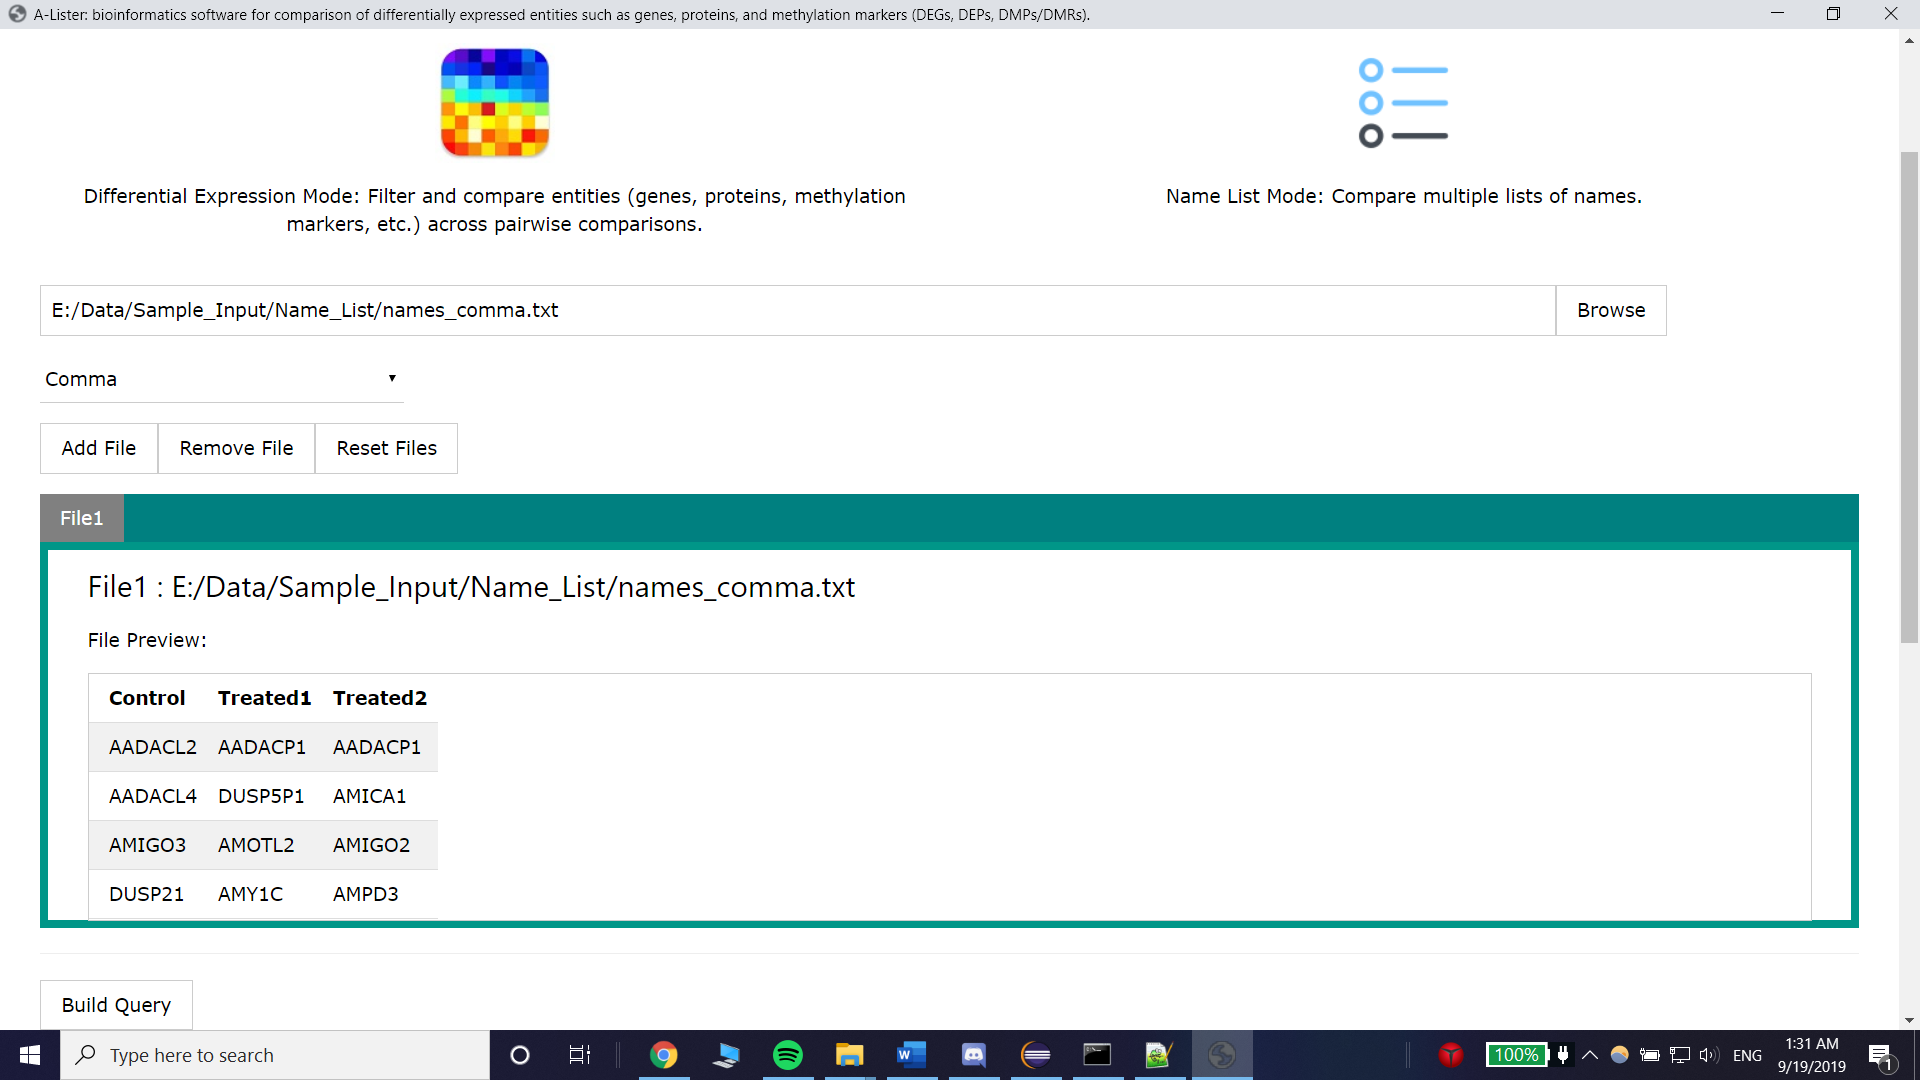 A-Lister: bioinformatics software for comparison of differentially expressed entities such as genes, proteins, and methylation markers (DEGs, DEPs, DMPs/DMRs).
Differential Expression Mode: Filter and compare entities (genes, proteins, methylation
markers, etc.) across pairwise comparisons.
Name List Mode: Compare multiple lists of names.
E:/Data/Sample_Input/Name_List/names_comma.txt
Browse
Comma
Add File
Remove File
Reset Files
File1
File1 : E:/Data/Sample_Input/Name_List/names_comma.txt
File Preview:
Control Treated1 Treated2
AADACL2 AADACP1 AADACP1
AADACL4 DUSP5P1 AMICA1
AMIGO3 AMOTL2 AMIGO2
DUSP21 AMY1C AMPD3
Build Query
Type here to search
100%
ENG
1:31 AM
9/19/2019
1